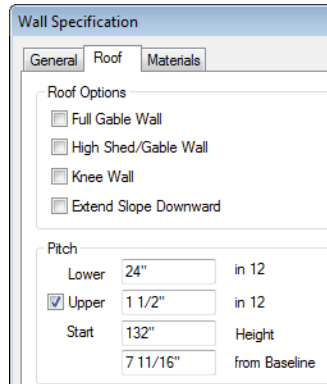 Wall Specification
General Roof Materials
Roof Options
Full Gable Wall
High Shed/Gable Wall
Knee Wall
Extend Slope Downward
Pitch
Lower 24" in 12
Upper 1 1/2" in 12
Start 132" Height
7 11/16" from Baseline